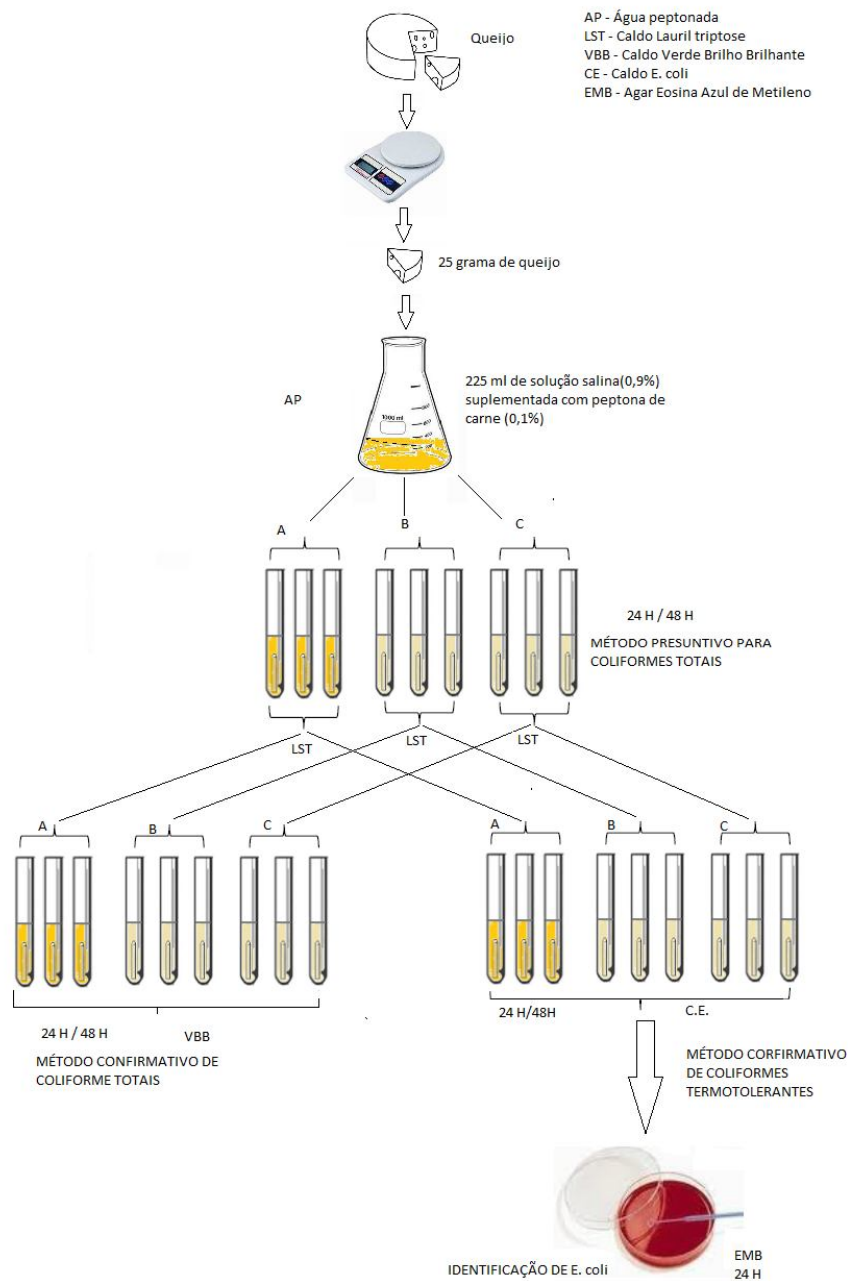 Queijo
AP - Água peptonada
LST - Caldo Lauril triptose
VBB - Caldo Verde Brilho Brilhante
CE - Caldo E. coli
EMB - Agar Eosina Azul de Metileno
25 grama de queijo
AP
225 ml de solução salina(0,9%)
suplementada com peptona de
carne (0,1%)
1000 ml
A
B
C
24 H / 48 H
MÉTODO PRESUNTIVO PARA
COLIFORMES TOTAIS
LST
LST
LST
A
B
C
A
B
C
24 H / 48 H
VBB
MÉTODO CONFIRMATIVO DE
COLIFORME TOTAIS
24 H/48H
C.E.
MÉTODO CORFIRMATIVO
DE COLIFORMES
TERMOTOLERANTES
IDENTIFICAÇÃO DE E. coli
EMB
24 H